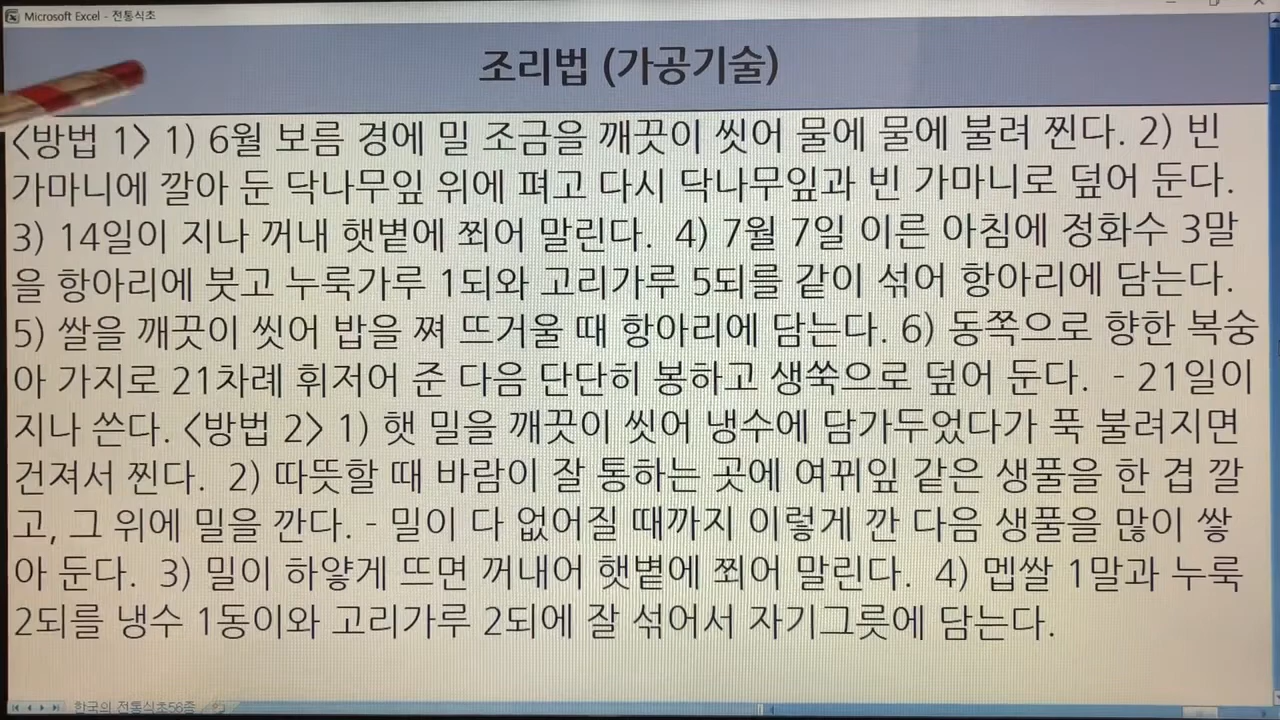 Microsoft Excel - 전통식초
조리법 (가공기술)
<방법 1> 1) 6월 보름 경에 밀 조금을 깨끗이 씻어 물에 물에 불려 찐다. 2) 빈
가마니에 깔아 둔 닥나무잎 위에 펴고 다시 닥나무잎과 빈 가마니로 덮어 둔다.
3) 14일이 지나 꺼내 햇볕에 쬐어 말린다. 4) 7월 7일 이른 아침에 정화수 3말
을 항아리에 붓고 누룩가루 1되와 고리가루 5되를 같이 섞어 항아리에 담는다.
5) 쌀을 깨끗이 씻어 밥을 쪄 뜨거울 때 항아리에 담는다. 6) 동쪽으로 향한 복숭
아 가지로 21차례 휘저어 준 다음 단단히 봉하고 생쑥으로 덮어 둔다. - 21일이
지나 쓴다. <방법 2> 1) 햇 밀을 깨끗이 씻어 냉수에 담가두었다가 푹 불려지면
건져서 찐다. 2) 따뜻할 때 바람이 잘 통하는 곳에 여뀌잎 같은 생풀을 한 겹 깔
고, 그 위에 밀을 깐다. - 밀이 다 없어질 때까지 이렇게 깐 다음 생풀을 많이 쌓
아 둔다. 3) 밀이 하얗게 뜨면 꺼내어 햇볕에 쬐어 말린다. 4) 멥쌀 1말과 누룩
2되를 냉수 1동이와 고리가루 2되에 잘 섞어서 자기그릇에 담는다.
한국의 전통식초56종